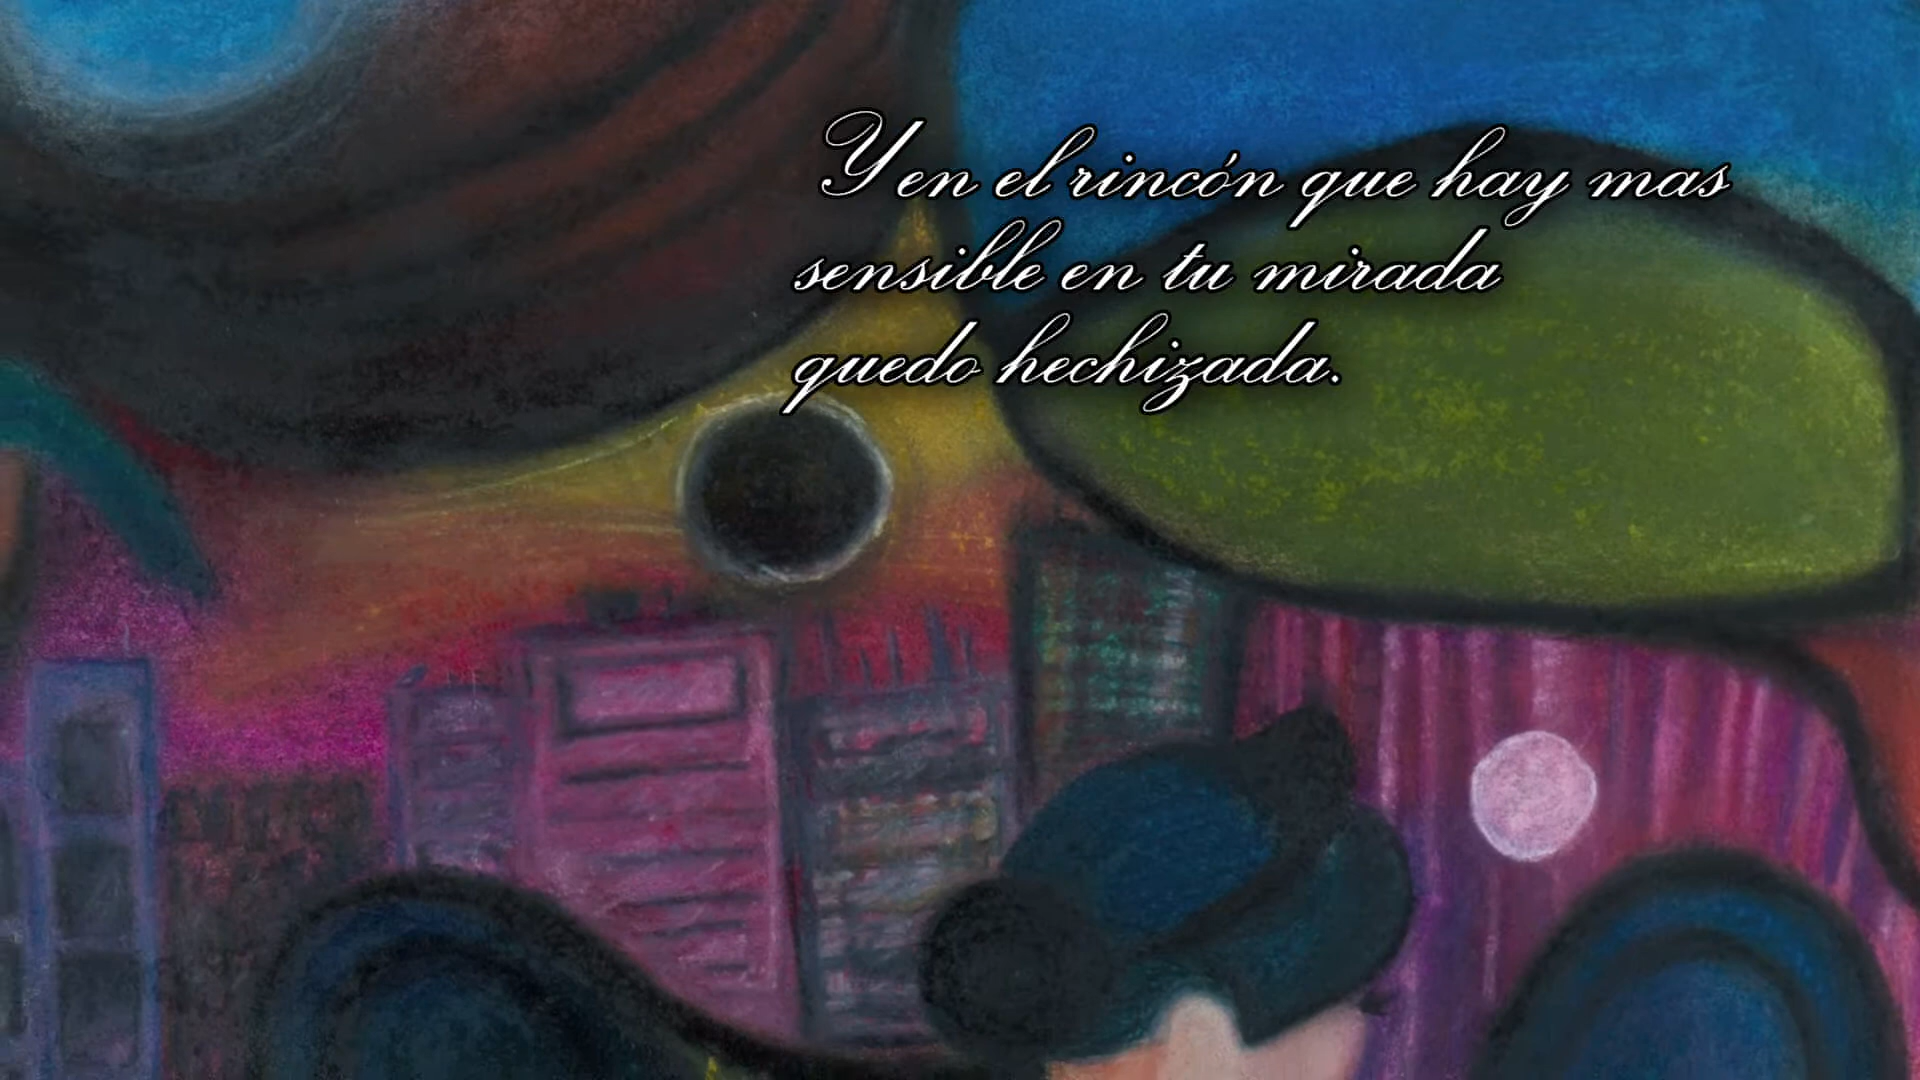 Y en el rincón que hay mas
sensible en tu mirada
quedo hechizada.